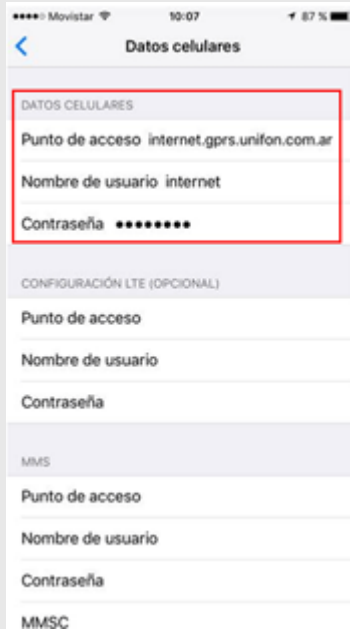 Movistar 10:07 87 %
Datos celulares
DATOS CELULARES
Punto de acceso internet.gprs.unifon.com.ar
Nombre de usuario internet
Contraseña ••••••••
CONFIGURACIÓN LTE (OPCIONAL)
Punto de acceso
Nombre de usuario
Contraseña
MMS
Punto de acceso
Nombre de usuario
Contraseña
MMSC